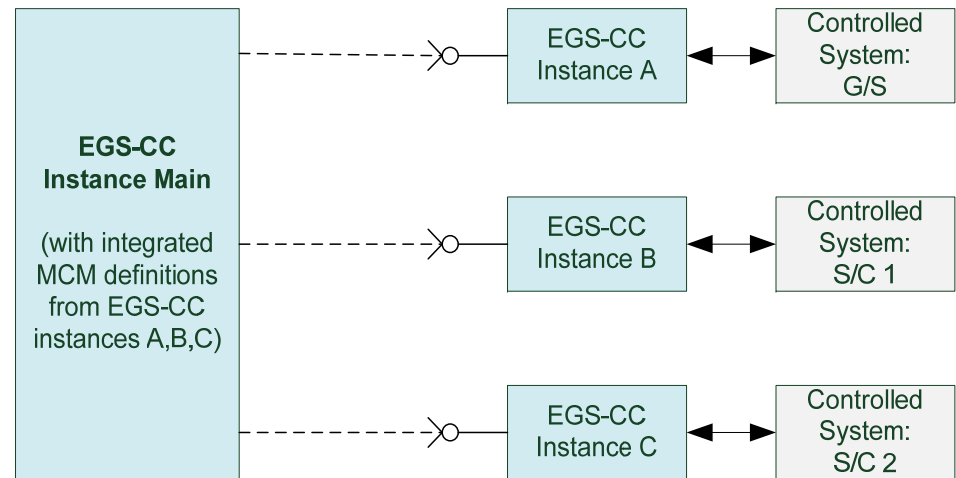 EGS-CC
Instance Main
(with integrated
MCM definitions
from EGS-CC
instances A,B,C)
EGS-CC
Instance A
Controlled
System:
G/S
EGS-CC
Instance B
Controlled
System:
S/C 1
EGS-CC
Instance C
Controlled
System:
S/C 2